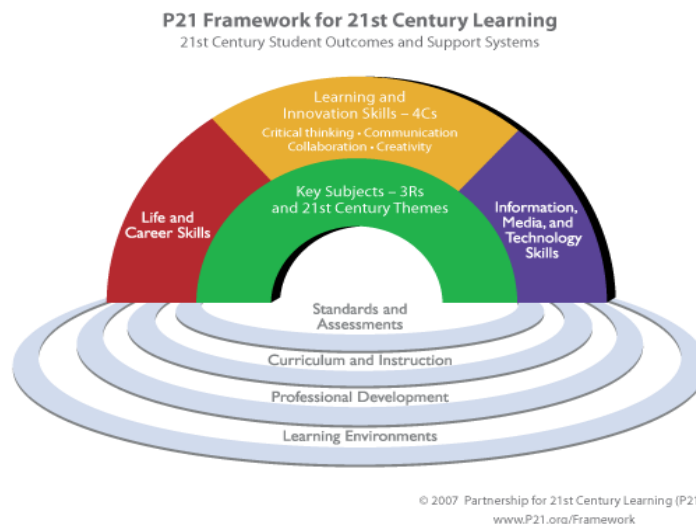 P21 Framework for 21st Century Learning
21st Century Student Outcomes and Support Systems
Learning and
Innovation Skills – 4Cs
Critical thinking • Communication
Collaboration • Creativity
Key Subjects – 3Rs
and 21st Century Themes
Life and
Career Skills
Information,
Media, and
Technology
Skills
Standards and
Assessments
Curriculum and Instruction
Professional Development
Learning Environments
© 2007 Partnership for 21st Century Learning (P21
www.P21.org/Framework